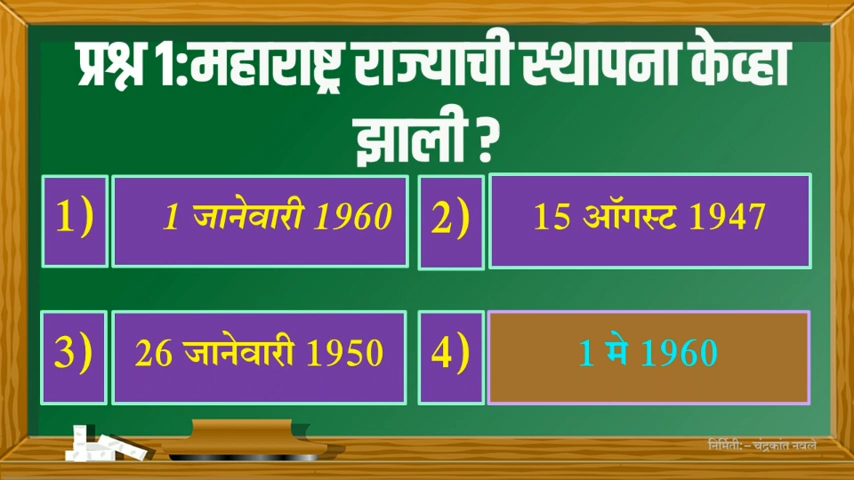 प्रश्न 1:महाराष्ट्र राज्याची स्थापना केव्हा
झाली ?
1) 1 जानेवारी 1960 2) 15 ऑगस्ट 1947
3) 26 जानेवारी 1950 4) 1 मे 1960
निर्मिती:– चंद्रकांत नवले